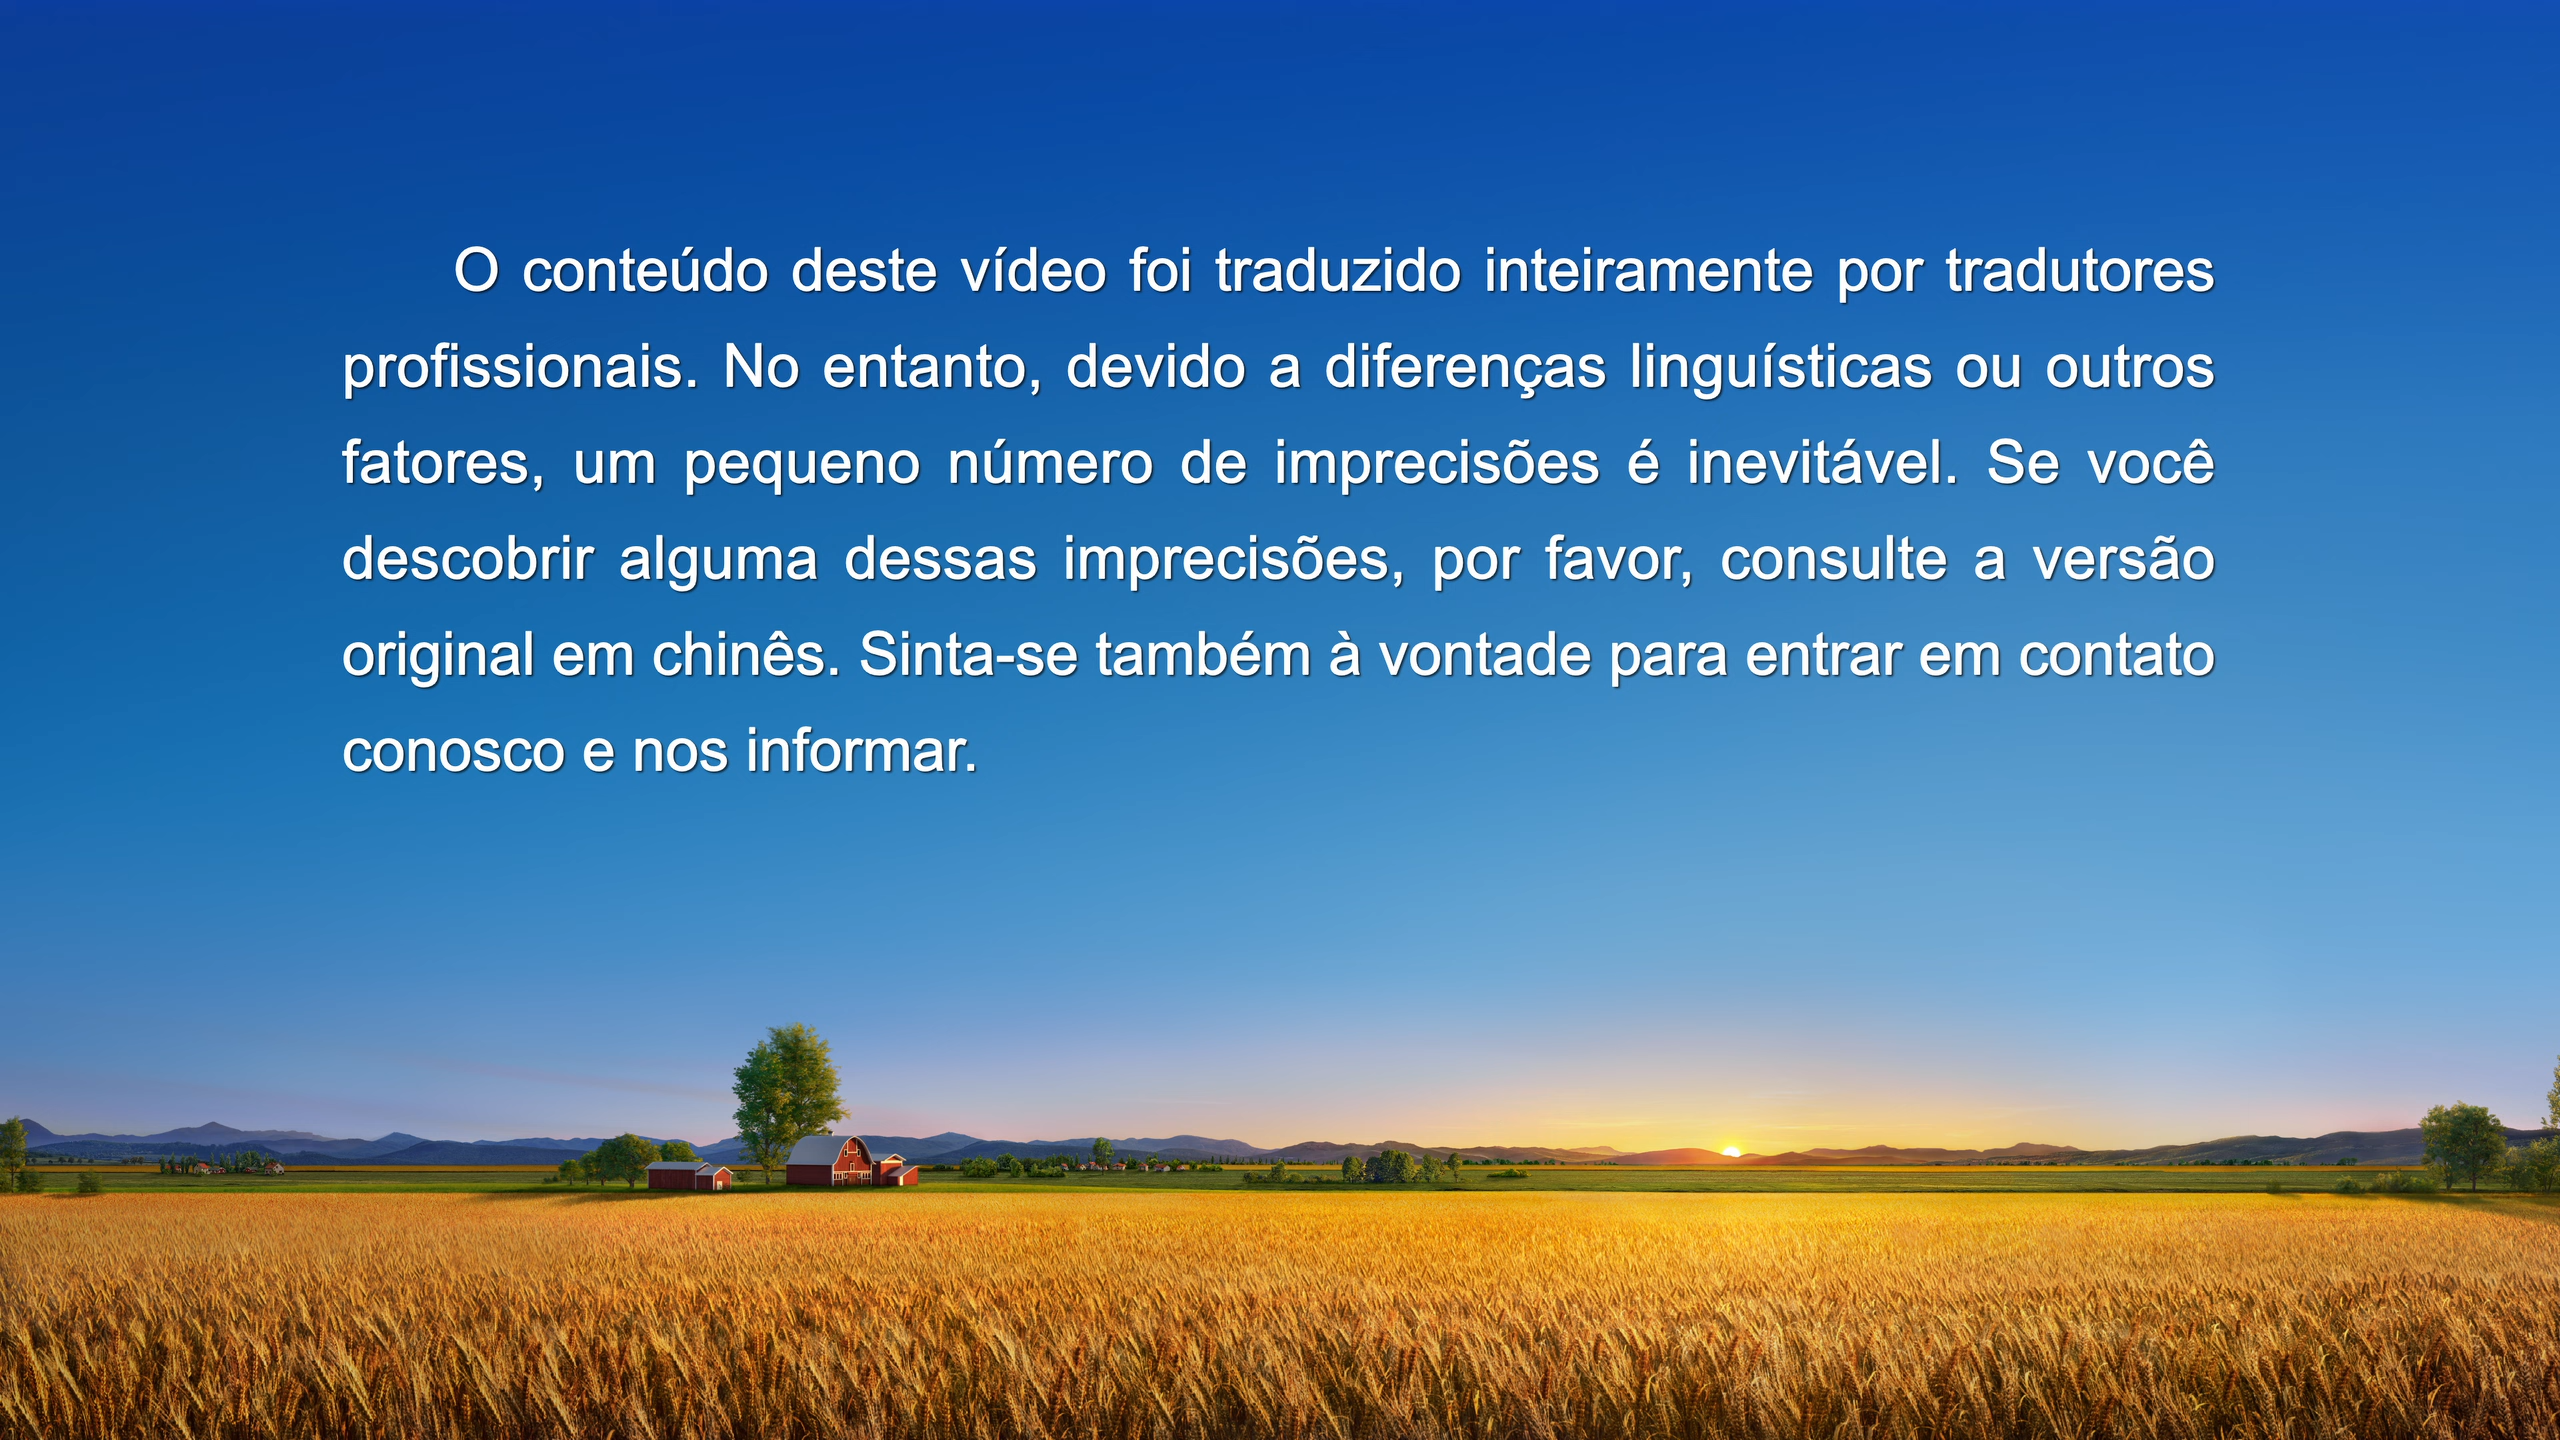 O conteúdo deste vídeo foi traduzido inteiramente por tradutores
profissionais. No entanto, devido a diferenças linguísticas ou outros
fatores, um pequeno número de imprecisões é inevitável. Se você
descobrir alguma dessas imprecisões, por favor, consulte a versão
original em chinês. Sinta-se também à vontade para entrar em contato
conosco e nos informar.